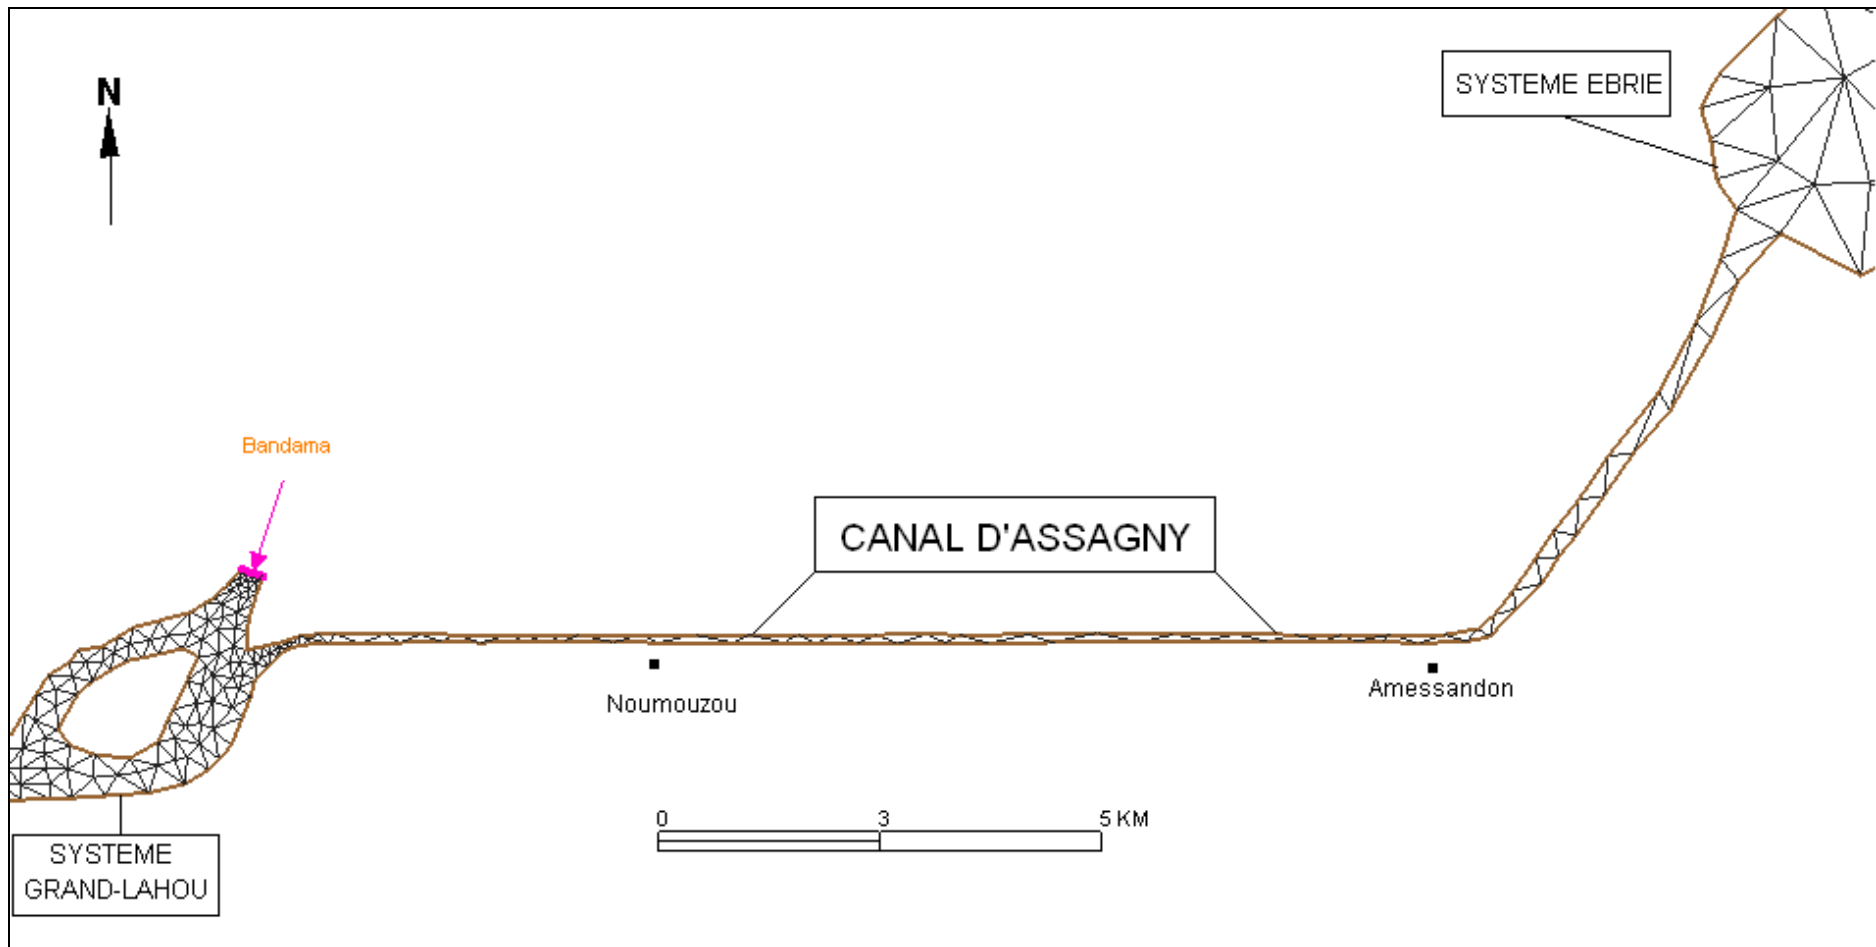 N
SYSTEME EBRIE
Bandama
CANAL D'ASSAGNY
Noumouzou
Amessandon
0 3 5 KM
SYSTEME
GRAND-LAHOU